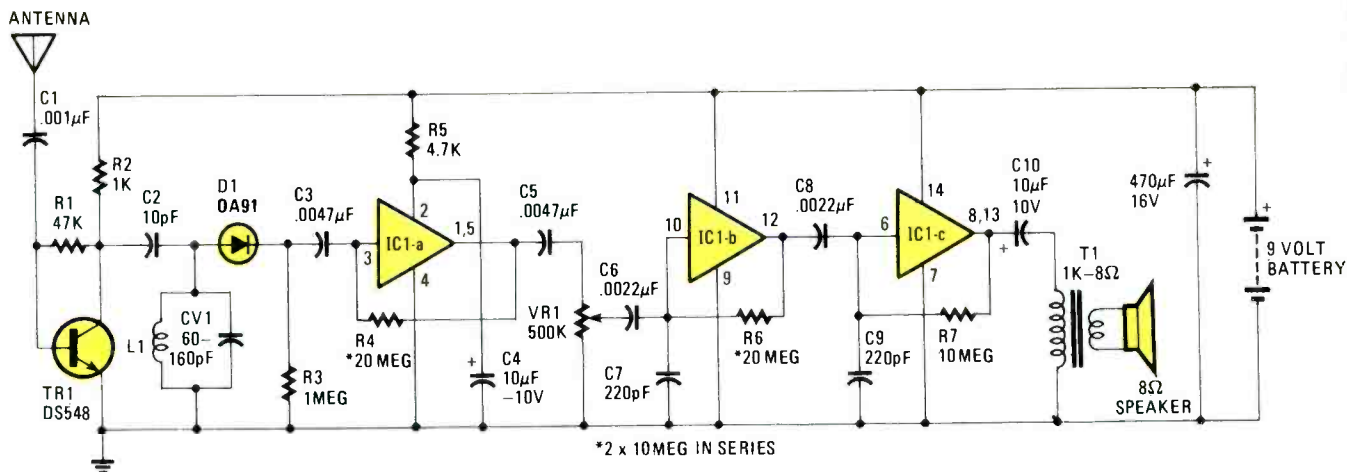 ANTENNA
C1
.001µF
R2
1K
R1
47K
C2
10pF
D1
OA91
C3
.0047µF
R5
4.7K
2
IC1-a
3
1,5
4
R4
*20 MEG
C5
.0047µF
L1
CV1
60–
160pF
TR1
DS548
R3
1MEG
C4
10µF
–10V
+
VR1
500K
C6
.0022µF
C7
220pF
10
11
IC1-b
12
9
R6
*20 MEG
C8
.0022µF
C9
220pF
6
14
IC1-c
8,13
7
R7
10 MEG
C10
10µF
10V
+
T1
1K–8Ω
8Ω
SPEAKER
470µF
16V
+
+
9 VOLT
BATTERY
*2 x 10MEG IN SERIES